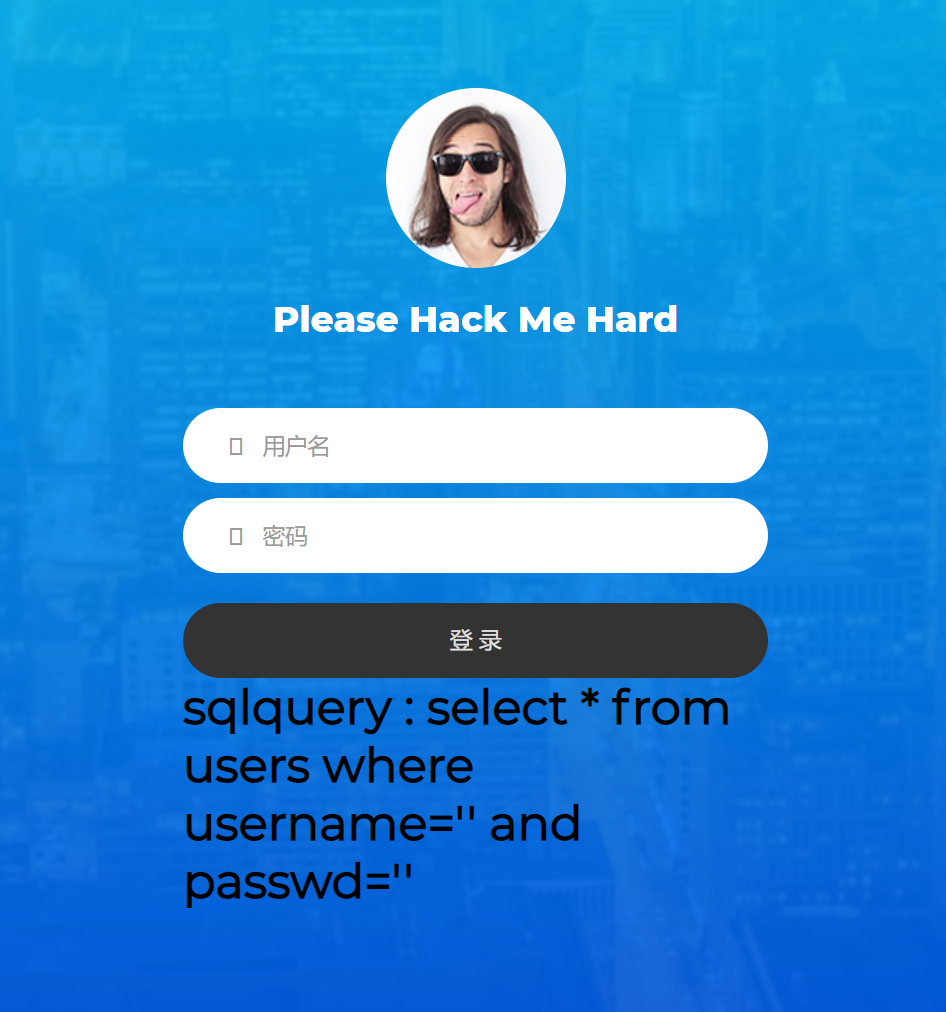 Please Hack Me Hard
用户名
密码
登 录
sqlquery : select * from
users where
username='' and
passwd=''